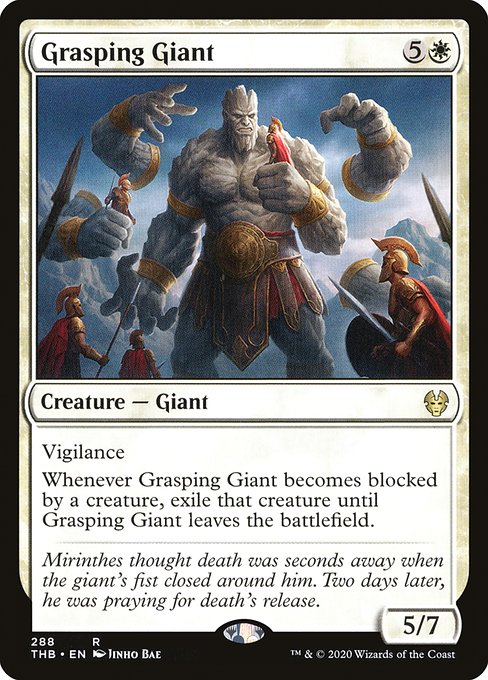 Grasping Giant 5
Creature — Giant
Vigilance
Whenever Grasping Giant becomes blocked
by a creature, exile that creature until
Grasping Giant leaves the battlefield.
Mirinthes thought death was seconds away when
the giant's fist closed around him. Two days later,
he was praying for death's release.
5/7
288 R
THB • EN Jinho Bae
™ & © 2020 Wizards of the Coast